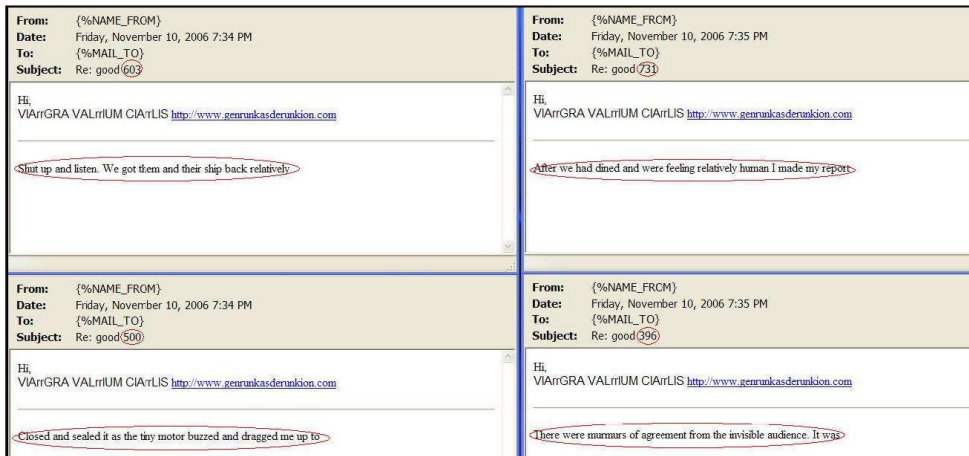 From: {%NAME_FROM}
Date: Friday, November 10, 2006 7:34 PM
To: {%MAIL_TO}
Subject: Re: good 603
Hi,
VIArrGRA VALrrIUM CIArrLIS http://www.genrunkasderunkion.com
Shut up and listen. We got them and their ship back relatively
From: {%NAME_FRCM}
Date: Friday, November 10, 2006 7:35 PM
To: {%MAIL_TO}
Subject: Re: good 731
Hi,
VIArrGRA VALrrIUM CIArrLIS http://www.genrunkasderunkion.com
After we had dined and were feeling relatively human I made my report
From: {%NAME_FROM}
Date: Friday, November 10, 2006 7:34 PM
To: {%MAIL_TO}
Subject: Re: good 500
Hi,
VIArrGRA VALrrIUM CIArrLIS http://www.genrunkasderunkion.com
Closed and sealed it as the tiny motor buzzed and dragged me up to
From: {%NAME_FRCM}
Date: Friday, November 10, 2006 7:35 PM
To: {%MAIL_TO}
Subject: Re: good 396
Hi,
VIArrGRA VALrrIUM CIArrLIS http://www.genrunkasderunkion.com
There were murmurs of agreement from the invisible audience. It was